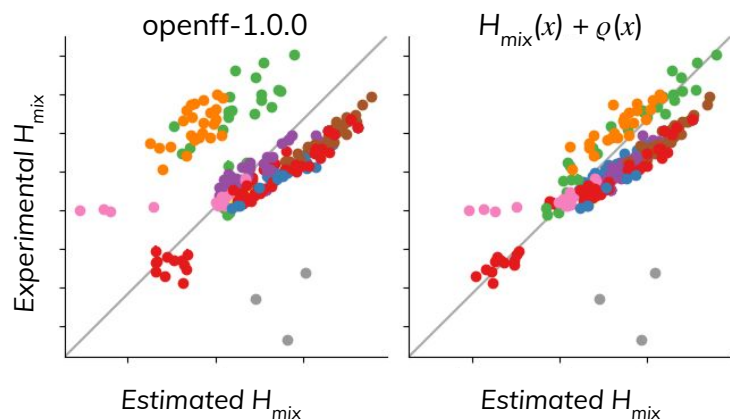 openff-1.0.0
H_mix(x) + ϱ(x)
Experimental H_mix
Estimated H_mix
Estimated H_mix